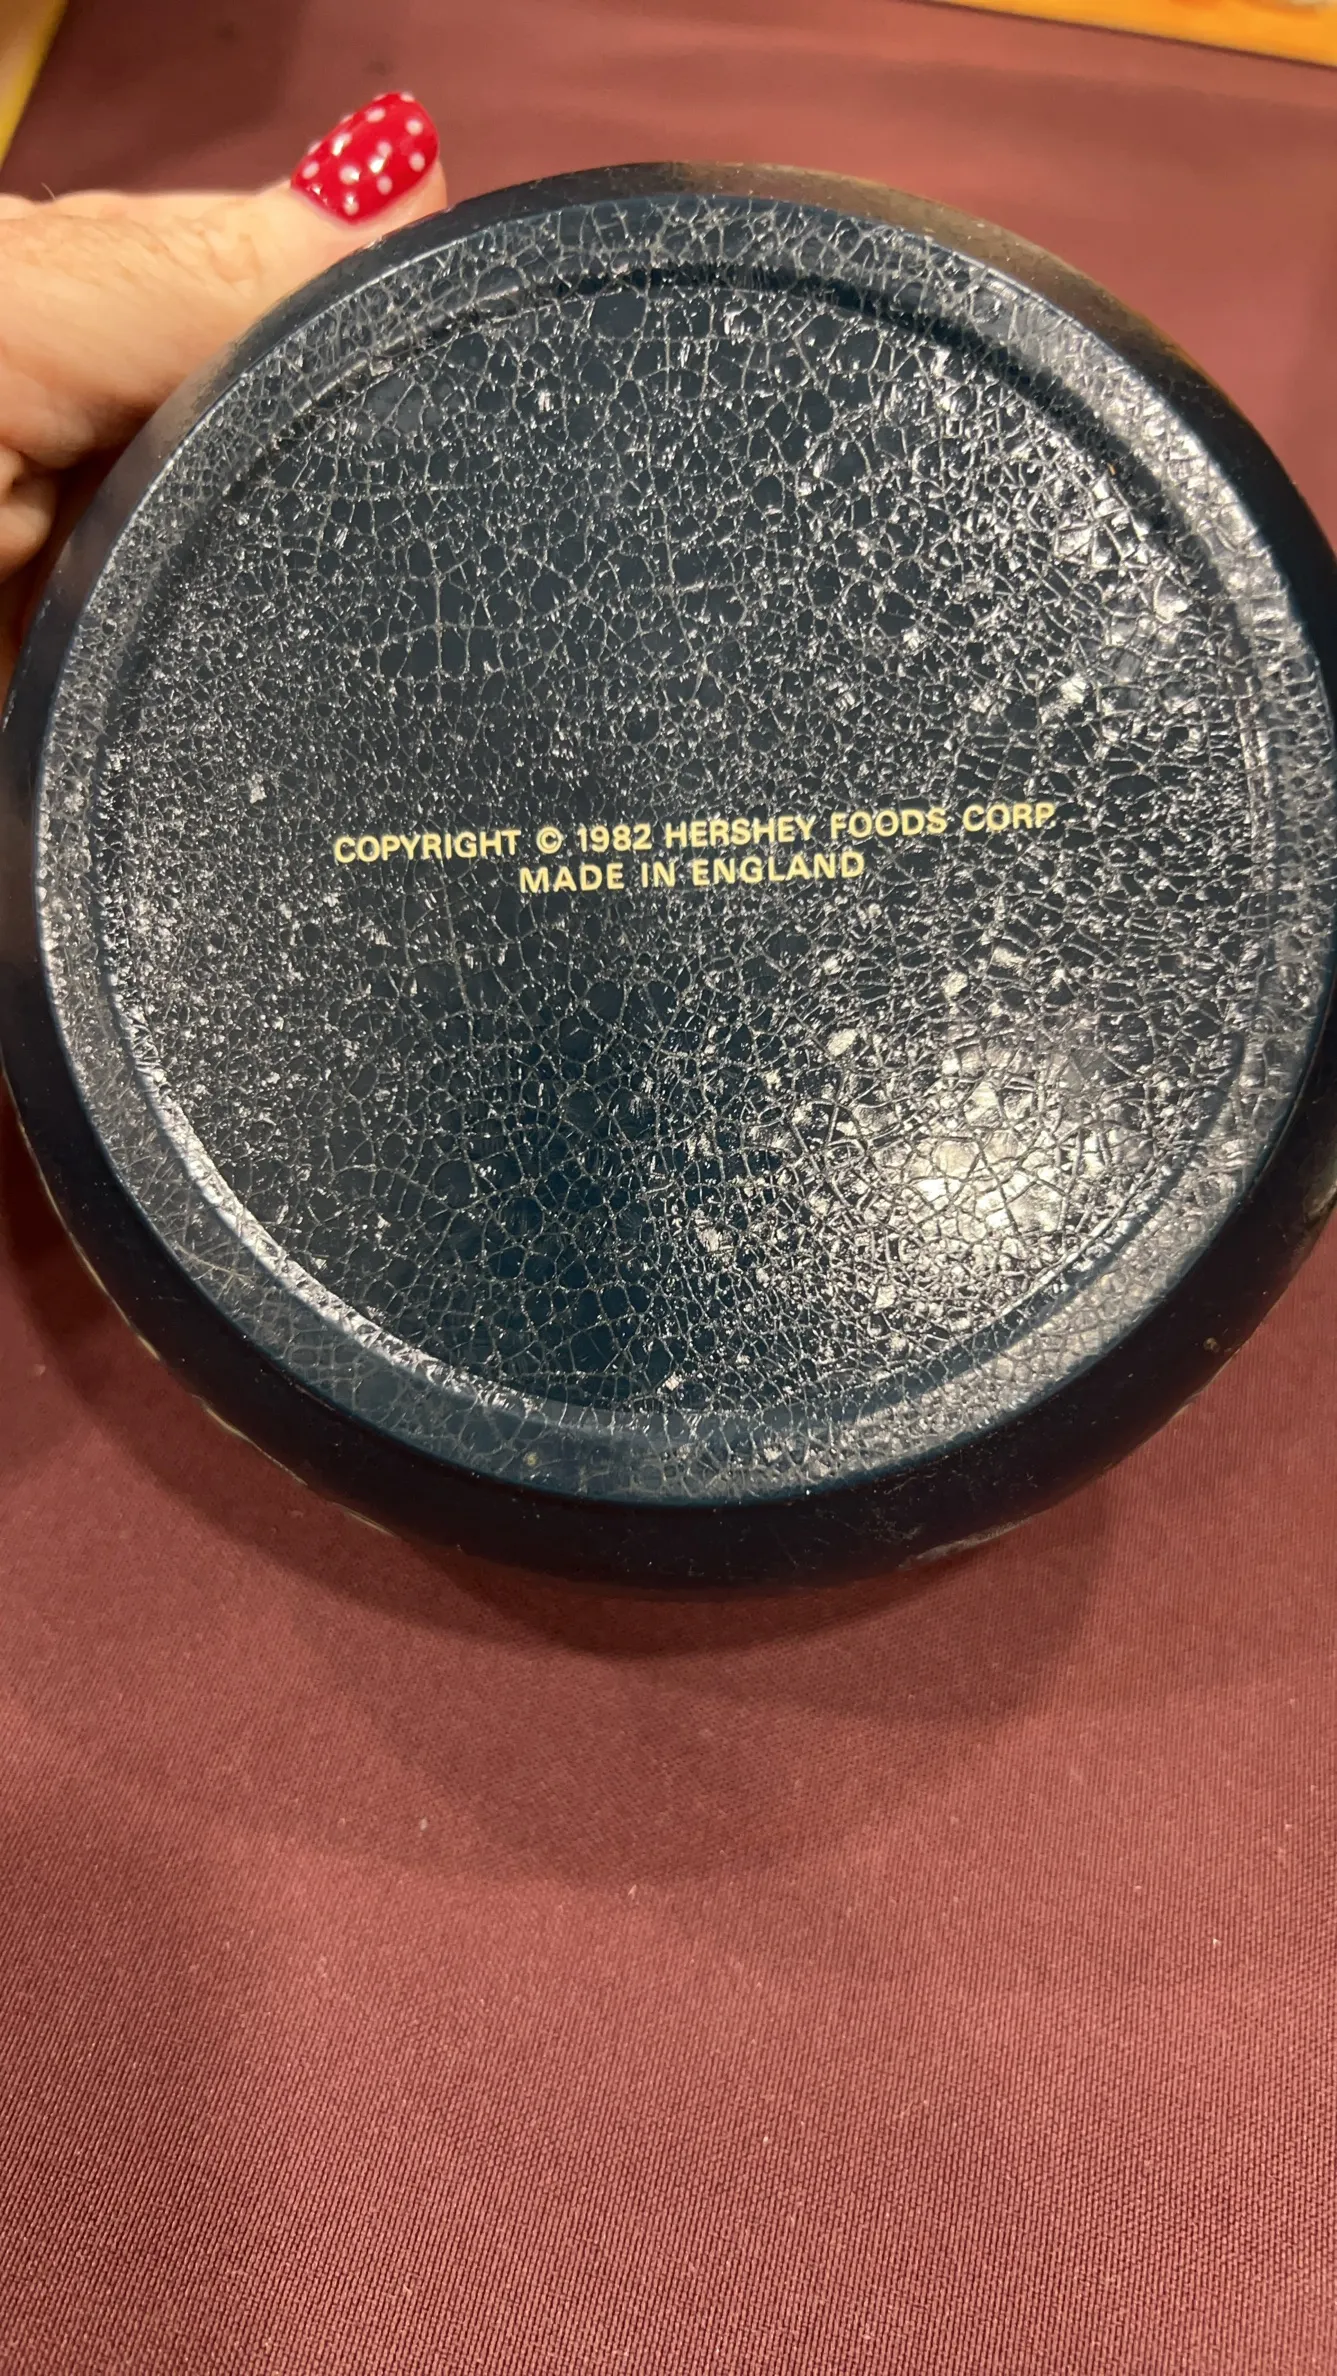 COPYRIGHT © 1982 HERSHEY FOODS CORP.
MADE IN ENGLAND